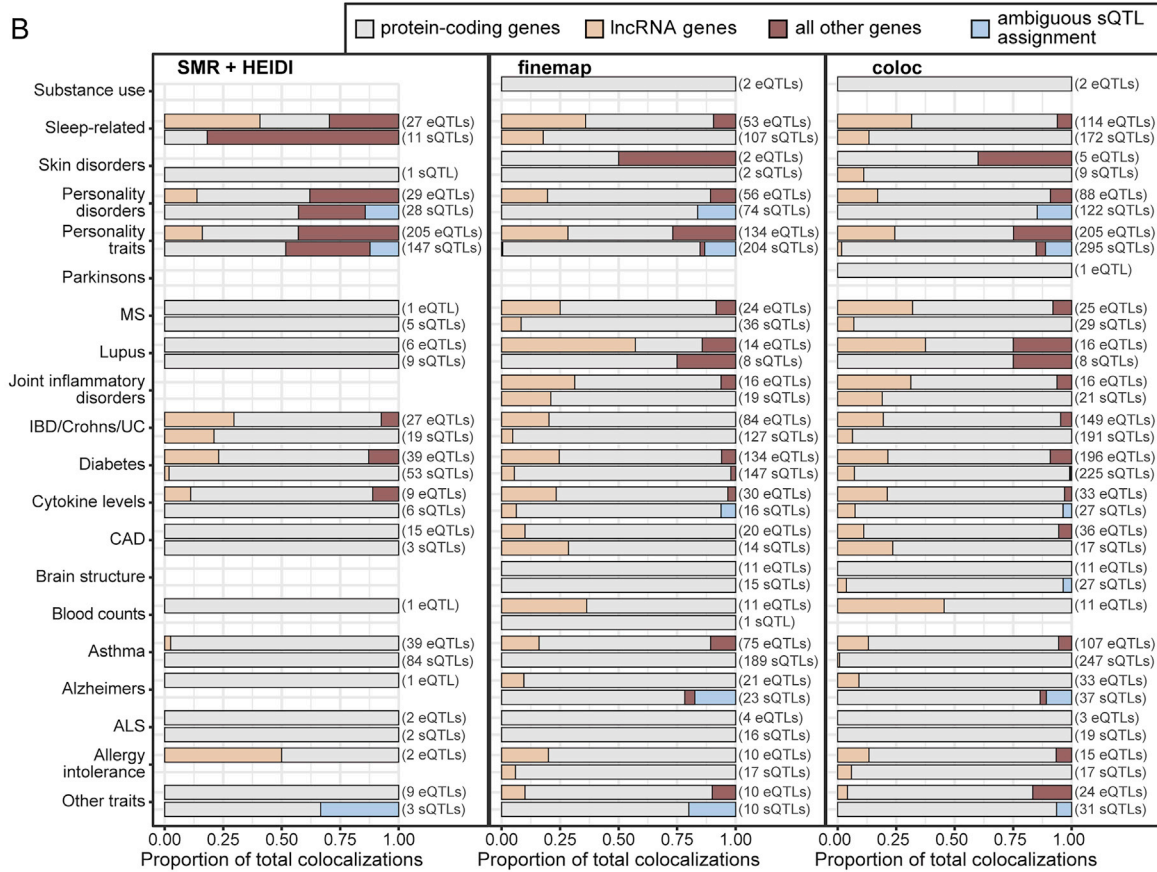 B
protein-coding genes lncRNA genes all other genes ambiguous sQTL
assignment
SMR + HEIDI finemap coloc
Substance use (2 eQTLs) (2 eQTLs)
Sleep-related (27 eQTLs) (53 eQTLs) (114 eQTLs)
(11 sQTLs) (107 sQTLs) (172 sQTLs)
Skin disorders (2 eQTLs) (5 eQTLs)
(1 sQTL) (2 sQTLs) (9 sQTLs)
Personality (29 eQTLs) (56 eQTLs) (88 eQTLs)
disorders (28 sQTLs) (74 sQTLs) (122 sQTLs)
Personality (205 eQTLs) (134 eQTLs) (205 eQTLs)
traits (147 sQTLs) (204 sQTLs) (295 sQTLs)
Parkinsons (1 eQTL)
MS (1 eQTL) (24 eQTLs) (25 eQTLs)
(5 sQTLs) (36 sQTLs) (29 sQTLs)
Lupus (6 eQTLs) (14 eQTLs) (16 eQTLs)
(9 sQTLs) (8 sQTLs) (8 sQTLs)
Joint inflammatory (16 eQTLs) (16 eQTLs)
disorders (19 sQTLs) (21 sQTLs)
IBD/Crohns/UC (27 eQTLs) (84 eQTLs) (149 eQTLs)
(19 sQTLs) (127 sQTLs) (191 sQTLs)
Diabetes (39 eQTLs) (134 eQTLs) (196 eQTLs)
(53 sQTLs) (147 sQTLs) (225 sQTLs)
Cytokine levels (9 eQTLs) (30 eQTLs) (33 eQTLs)
(6 sQTLs) (16 sQTLs) (27 sQTLs)
CAD (15 eQTLs) (20 eQTLs) (36 eQTLs)
(3 sQTLs) (14 sQTLs) (17 sQTLs)
Brain structure (11 eQTLs) (11 eQTLs)
(15 sQTLs) (27 sQTLs)
Blood counts (1 eQTL) (11 eQTLs) (11 eQTLs)
(1 sQTL)
Asthma (39 eQTLs) (75 eQTLs) (107 eQTLs)
(84 sQTLs) (189 sQTLs) (247 sQTLs)
Alzheimers (1 eQTL) (21 eQTLs) (33 eQTLs)
(23 sQTLs) (37 sQTLs)
ALS (2 eQTLs) (4 eQTLs) (3 eQTLs)
(2 sQTLs) (16 sQTLs) (19 sQTLs)
Allergy (2 eQTLs) (10 eQTLs) (15 eQTLs)
intolerance (17 sQTLs) (17 sQTLs)
Other traits (9 eQTLs) (10 eQTLs) (24 eQTLs)
(3 sQTLs) (10 sQTLs) (31 sQTLs)
0.00 0.25 0.50 0.75 1.00 0.00 0.25 0.50 0.75 1.00 0.00 0.25 0.50 0.75 1.00
Proportion of total colocalizations Proportion of total colocalizations Proportion of total colocalizations